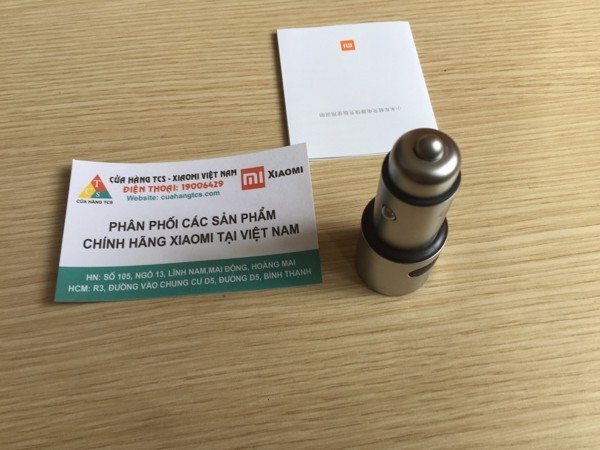 CỬA HÀNG TCS - XIAOMI VIỆT NAM
ĐIỆN THOẠI: 19006429
Website: cuahangtcs.com
TCS
CỬA HÀNG TCS
mi XIAOMI
PHÂN PHỐI CÁC SẢN PHẨM
CHÍNH HÃNG XIAOMI TẠI VIỆT NAM
HN: SỐ 105, NGÕ 13, LĨNH NAM,MAI ĐỘNG, HOÀNG MAI
HCM: R3, ĐƯỜNG VÀO CHUNG CƯ D5, ĐƯỜNG D5, BÌNH THẠNH
mi